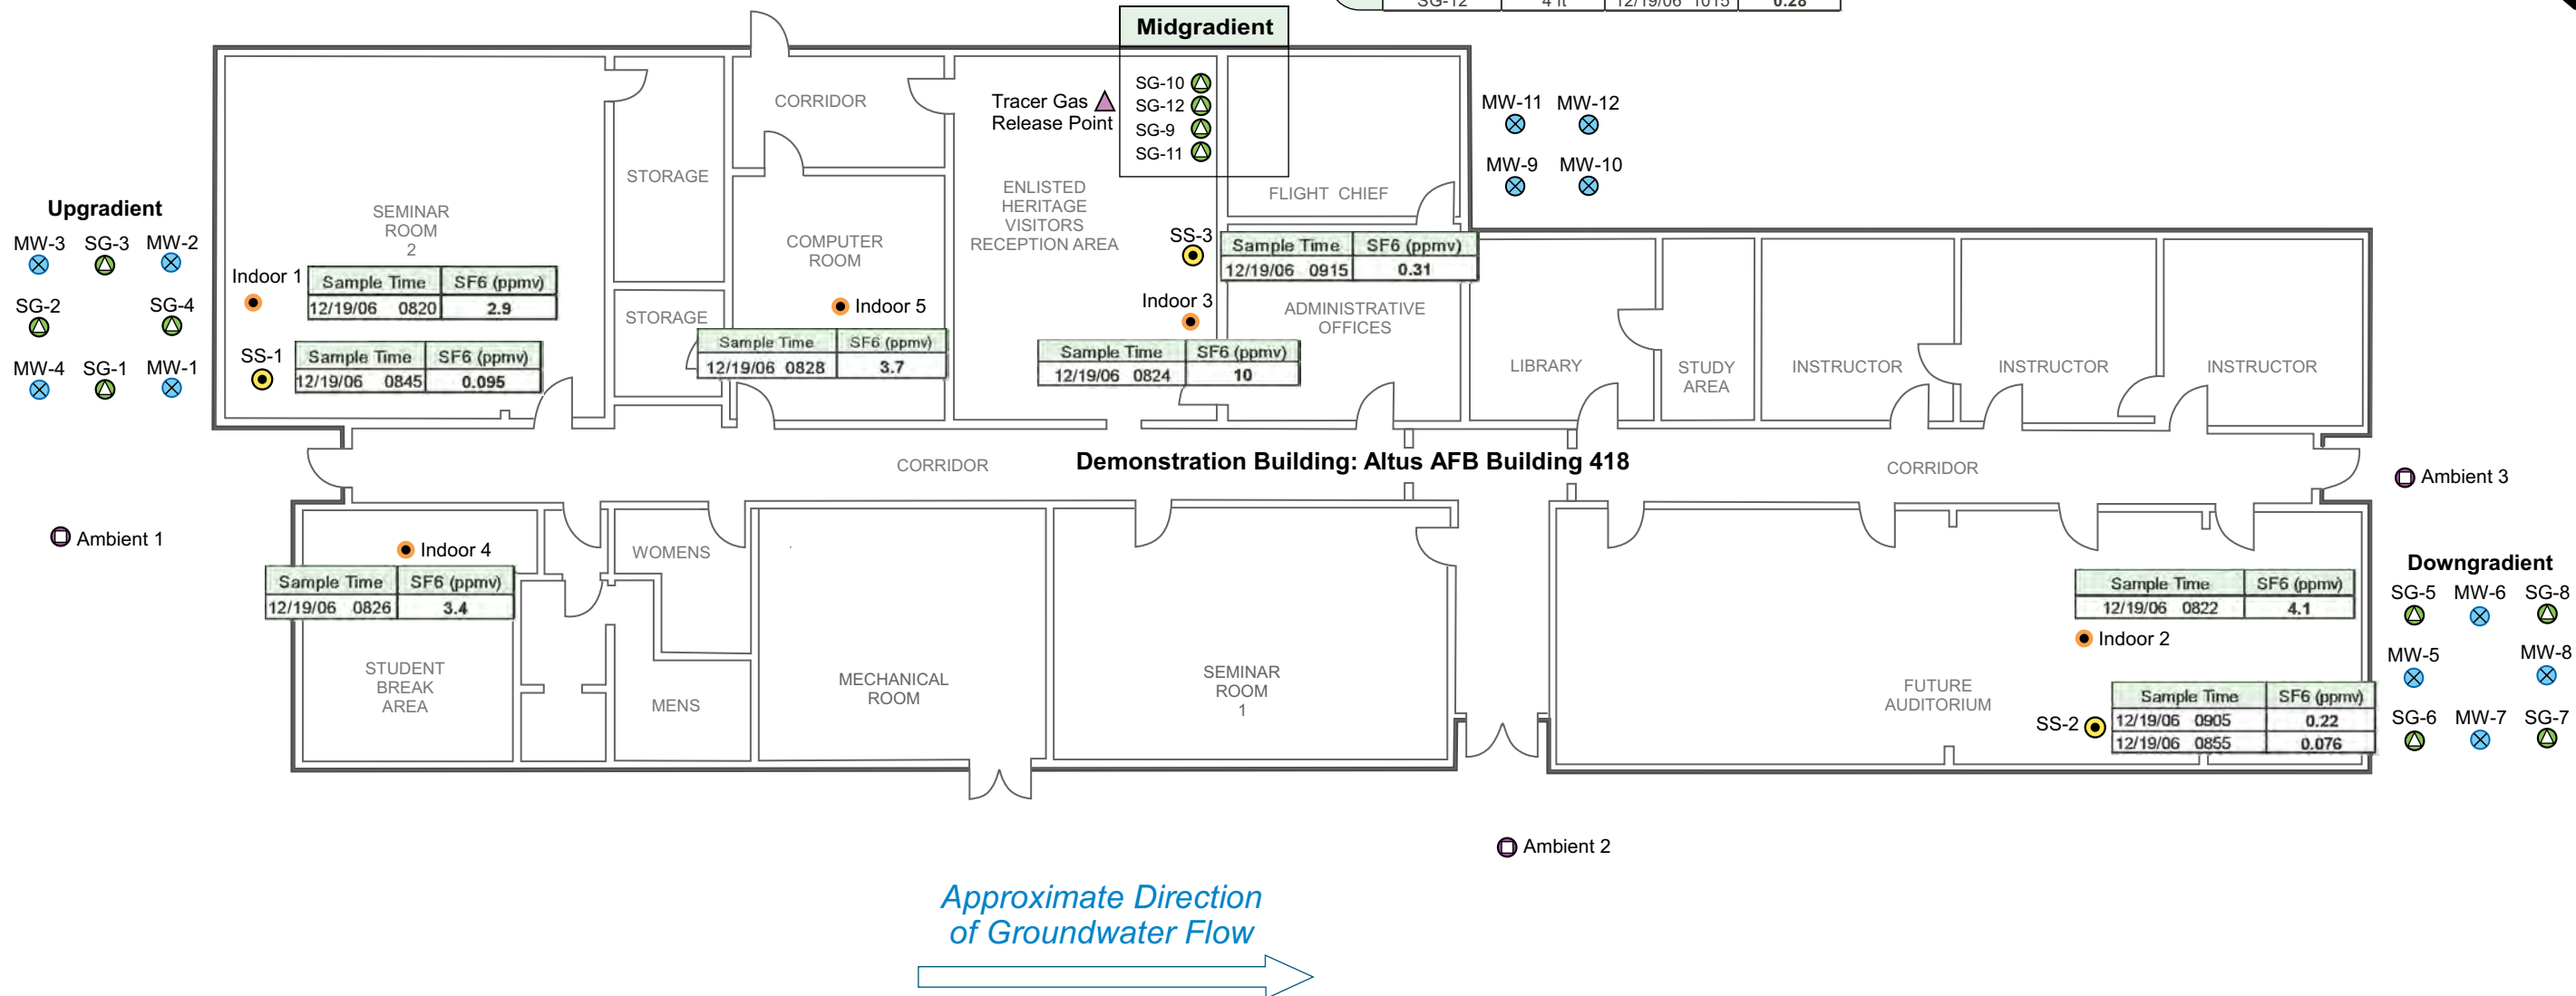 SG-12 4 ft 12/19/06 1015 0.28
Midgradient
SG-10
SG-12
SG-9
SG-11
Tracer Gas
Release Point
CORRIDOR
STORAGE
SEMINAR
ROOM
2
COMPUTER
ROOM
ENLISTED
HERITAGE
VISITORS
RECEPTION AREA
FLIGHT CHIEF
MW-11 MW-12
MW-9 MW-10
Upgradient
MW-3 SG-3 MW-2
SG-2 SG-4
MW-4 SG-1 MW-1
Indoor 1
Sample Time SF6 (ppmv)
12/19/06 0820 2.9
SS-1
Sample Time SF6 (ppmv)
12/19/06 0845 0.095
STORAGE
Indoor 5
Sample Time SF6 (ppmv)
12/19/06 0828 3.7
SS-3
Sample Time SF6 (ppmv)
12/19/06 0915 0.31
Indoor 3
Sample Time SF6 (ppmv)
12/19/06 0824 10
ADMINISTRATIVE
OFFICES
LIBRARY
STUDY
AREA
INSTRUCTOR
INSTRUCTOR
INSTRUCTOR
CORRIDOR
Demonstration Building: Altus AFB Building 418
CORRIDOR
Ambient 3
Ambient 1
Indoor 4
Sample Time SF6 (ppmv)
12/19/06 0826 3.4
STUDENT
BREAK
AREA
WOMENS
MENS
MECHANICAL
ROOM
SEMINAR
ROOM
1
FUTURE
AUDITORIUM
Sample Time SF6 (ppmv)
12/19/06 0822 4.1
Indoor 2
SS-2
Sample Time SF6 (ppmv)
12/19/06 0905 0.22
12/19/06 0855 0.076
Downgradient
SG-5 MW-6 SG-8
MW-5 MW-8
SG-6 MW-7 SG-7
Ambient 2
Approximate Direction
of Groundwater Flow